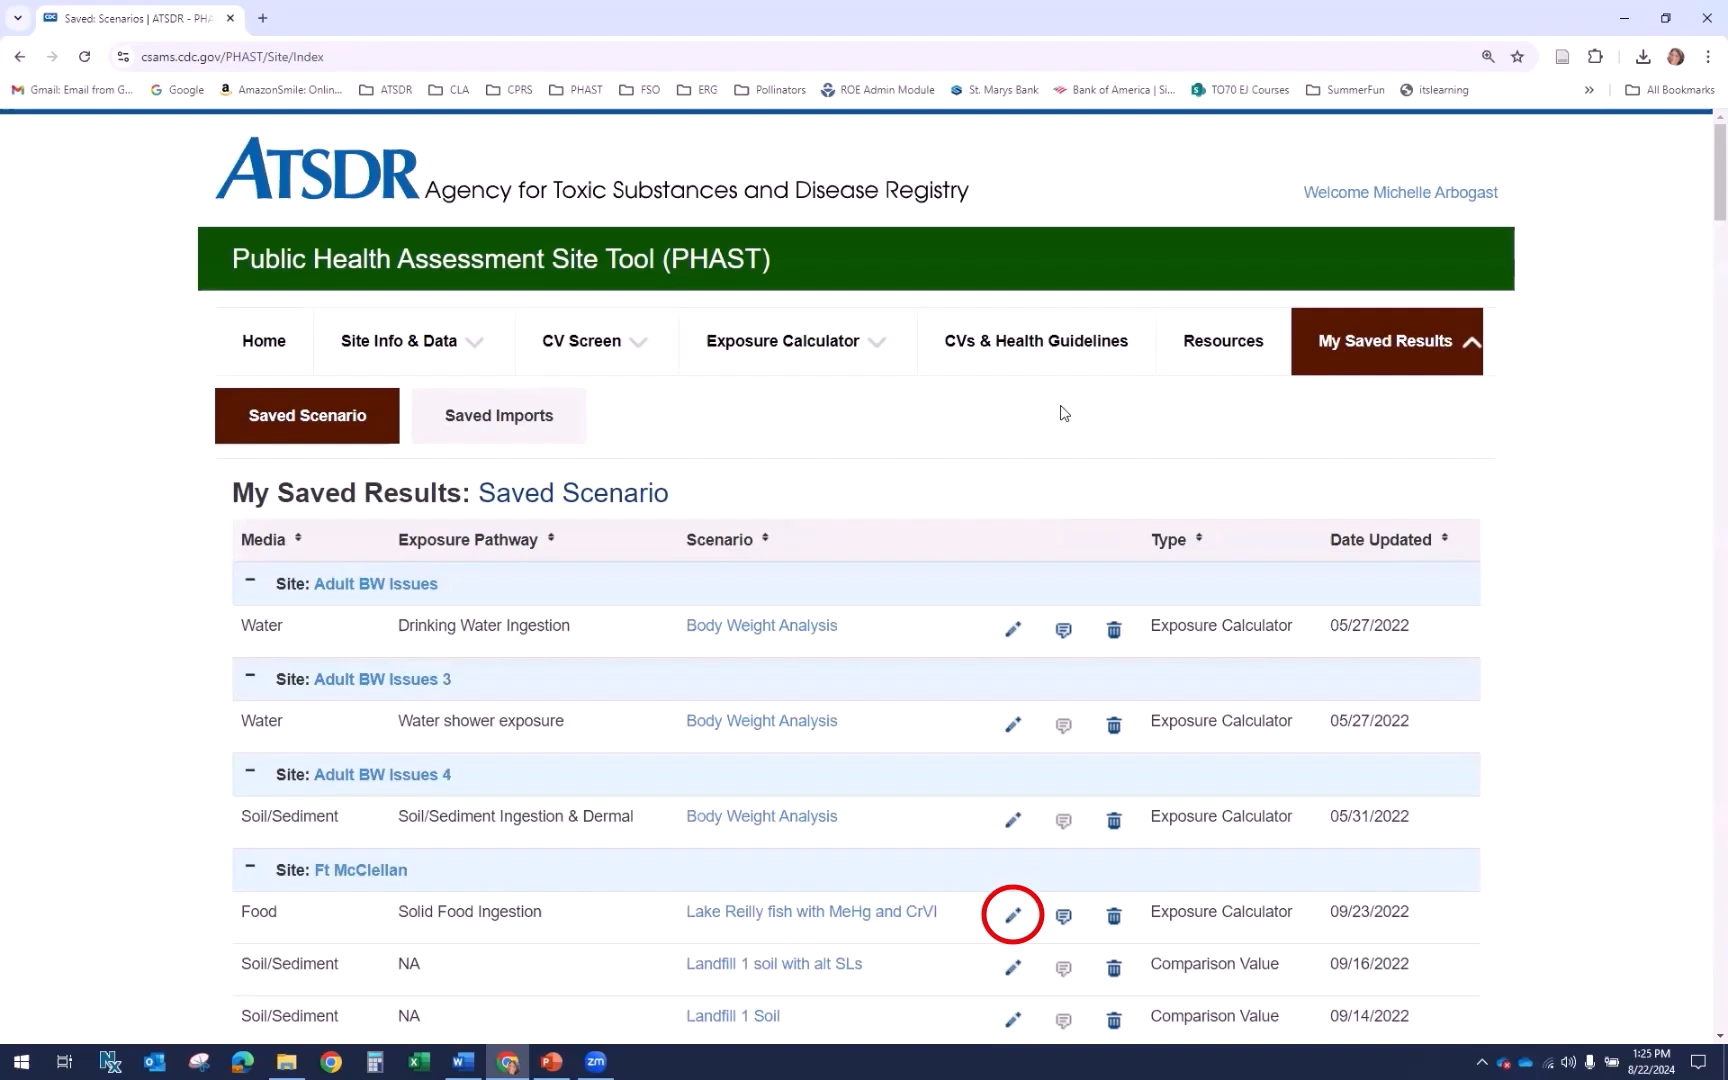 Saved: Scenarios | ATSDR - PHA
csams.cdc.gov/PHAST/Site/Index
Gmail: Email from G... Google AmazonSmile: Onlin... ATSDR CLA CPRS PHAST FSO ERG Pollinators ROE Admin Module St. Marys Bank Bank of America | Si... TO70 EJ Courses SummerFun itslearning » All Bookmarks
ATSDR Agency for Toxic Substances and Disease Registry
Welcome Michelle Arbogast
Public Health Assessment Site Tool (PHAST)
Home Site Info & Data CV Screen Exposure Calculator CVs & Health Guidelines Resources My Saved Results
Saved Scenario Saved Imports
My Saved Results: Saved Scenario
Media Exposure Pathway Scenario Type Date Updated
Site: Adult BW Issues
Water Drinking Water Ingestion Body Weight Analysis Exposure Calculator 05/27/2022
Site: Adult BW Issues 3
Water Water shower exposure Body Weight Analysis Exposure Calculator 05/27/2022
Site: Adult BW Issues 4
Soil/Sediment Soil/Sediment Ingestion & Dermal Body Weight Analysis Exposure Calculator 05/31/2022
Site: Ft McClellan
Food Solid Food Ingestion Lake Reilly fish with MeHg and CrVI Exposure Calculator 09/23/2022
Soil/Sediment NA Landfill 1 soil with alt SLs Comparison Value 09/16/2022
Soil/Sediment NA Landfill 1 Soil Comparison Value 09/14/2022
1:25 PM
8/22/2024